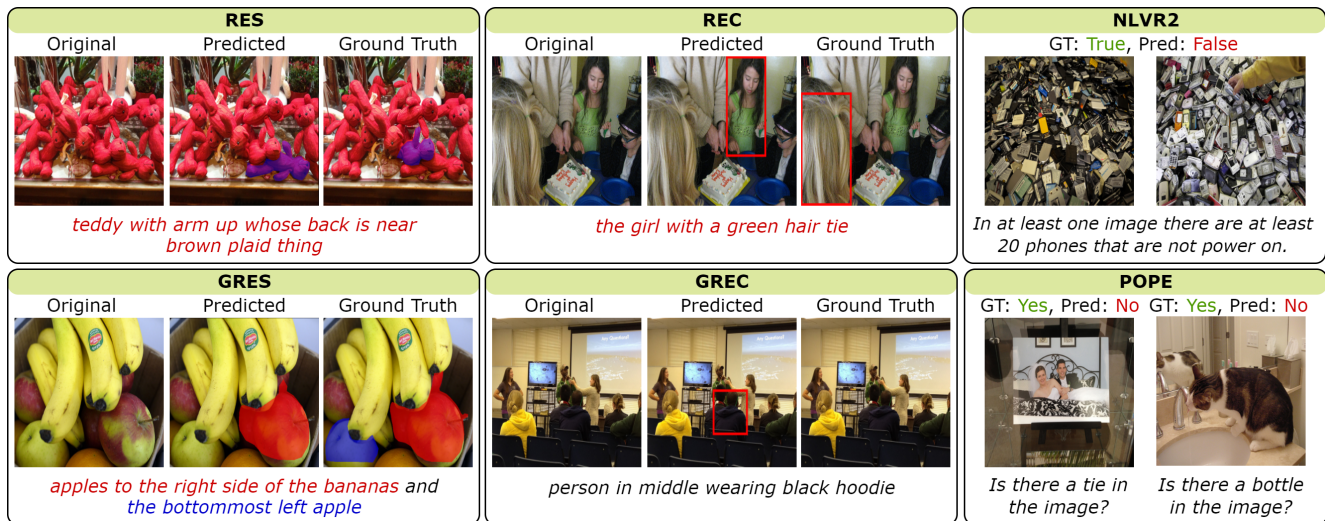 RES
Original Predicted Ground Truth
teddy with arm up whose back is near
brown plaid thing
REC
Original Predicted Ground Truth
the girl with a green hair tie
NLVR2
GT: True, Pred: False
In at least one image there are at least
20 phones that are not power on.
GRES
Original Predicted Ground Truth
apples to the right side of the bananas and
the bottommost left apple
GREC
Original Predicted Ground Truth
person in middle wearing black hoodie
POPE
GT: Yes, Pred: No GT: Yes, Pred: No
Is there a tie in
the image?
Is there a bottle
in the image?